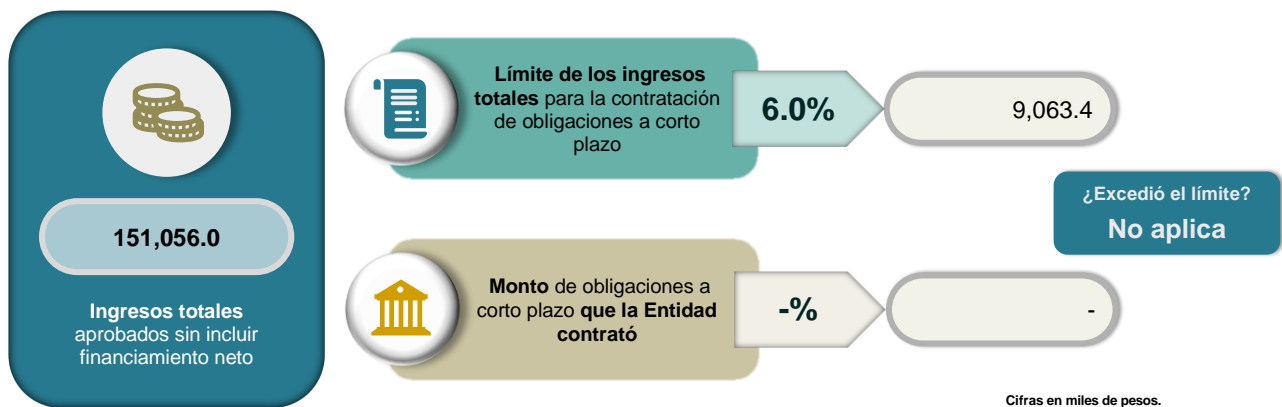 151,056.0
Ingresos totales
aprobados sin incluir
financiamiento neto
Límite de los ingresos
totales para la contratación
de obligaciones a corto
plazo
6.0%
9,063.4
¿Excedió el límite?
No aplica
Monto de obligaciones a
corto plazo que la Entidad
contrató
-%
-
Cifras en miles de pesos.